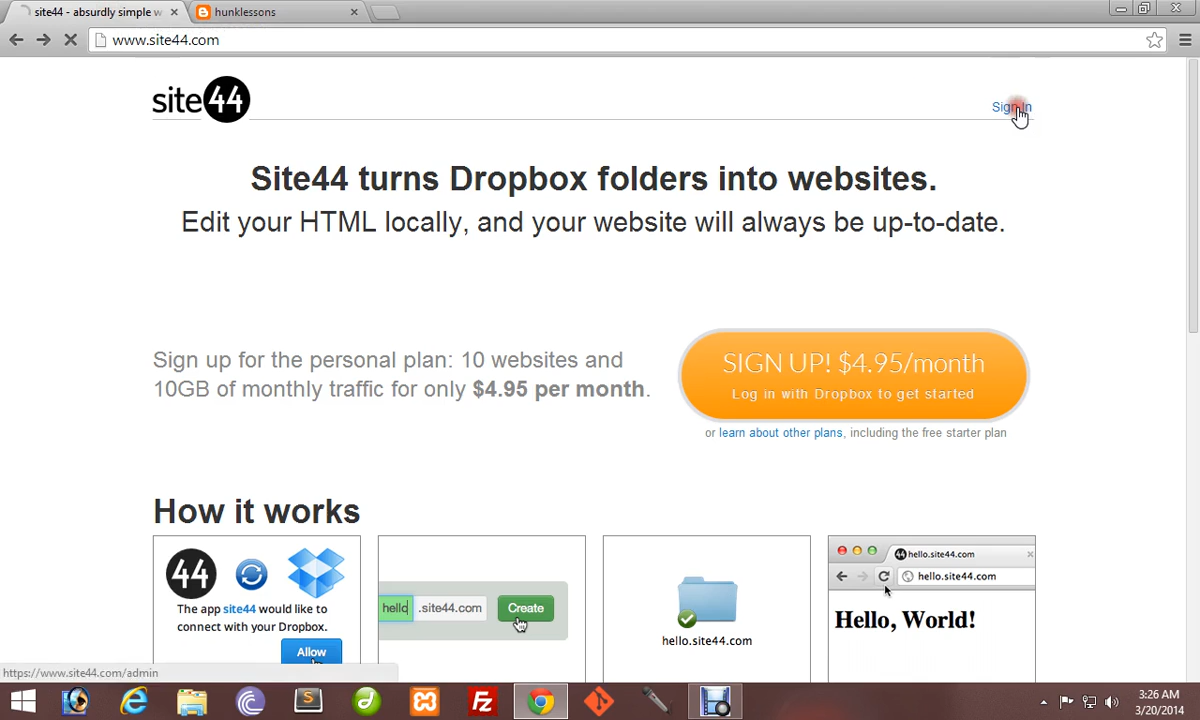 site44 - absurdly simple w
hunklessons
www.site44.com
site44
Sign In
Site44 turns Dropbox folders into websites.
Edit your HTML locally, and your website will always be up-to-date.
Sign up for the personal plan: 10 websites and
10GB of monthly traffic for only $4.95 per month.
SIGN UP! $4.95/month
Log in with Dropbox to get started
or learn about other plans, including the free starter plan
How it works
44
The app site44 would like to
connect with your Dropbox.
Allow
hello .site44.com Create
hello.site44.com
44 hello.site44.com
hello.site44.com
Hello, World!
https://www.site44.com/admin
S
Fz
3:26 AM
3/20/2014